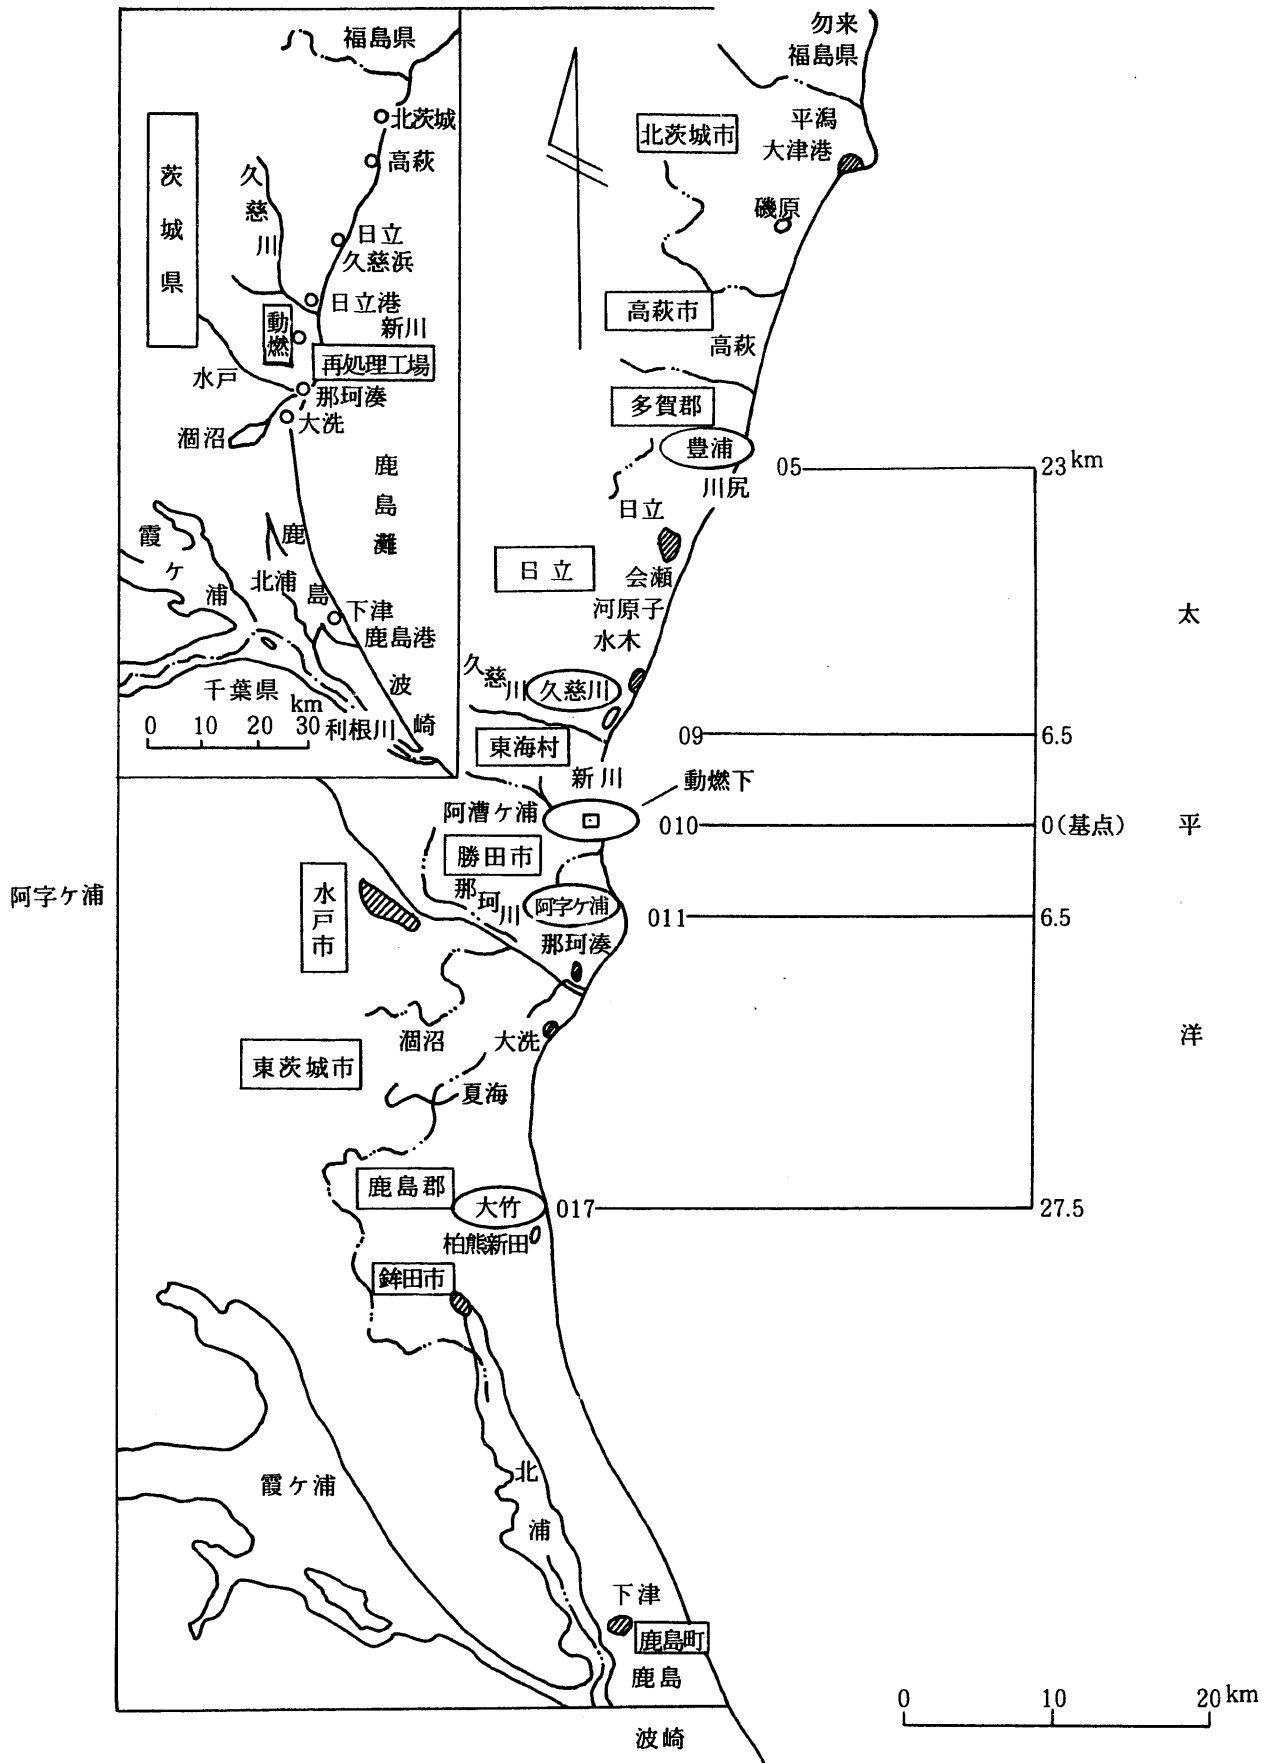 福島県
北茨城
高萩
茨城県
久慈川
日立
久慈浜
日立港
動燃
新川
再処理工場
水戸
那珂湊
大洗
涸沼
鹿島灘
霞ケ浦
鹿島
北浦
下津
鹿島港
千葉県
波崎
km
0 10 20 30
利根川
勿来
福島県
平潟
大津港
北茨城市
磯原
高萩市
高萩
多賀郡
豊浦
05
23km
川尻
日立
日立
会瀬
河原子
水木
久慈川
久慈川
09
6.5
東海村
新川
動燃下
阿漕ケ浦
010
0(基点)
勝田市
阿字ケ浦
水戸市
那珂川
阿字ケ浦
011
6.5
那珂湊
涸沼
大洗
東茨城市
夏海
鹿島郡
大竹
017
27.5
柏熊新田
鉾田市
太平洋
霞ケ浦
北浦
下津
鹿島町
鹿島
波崎
0 10 20km